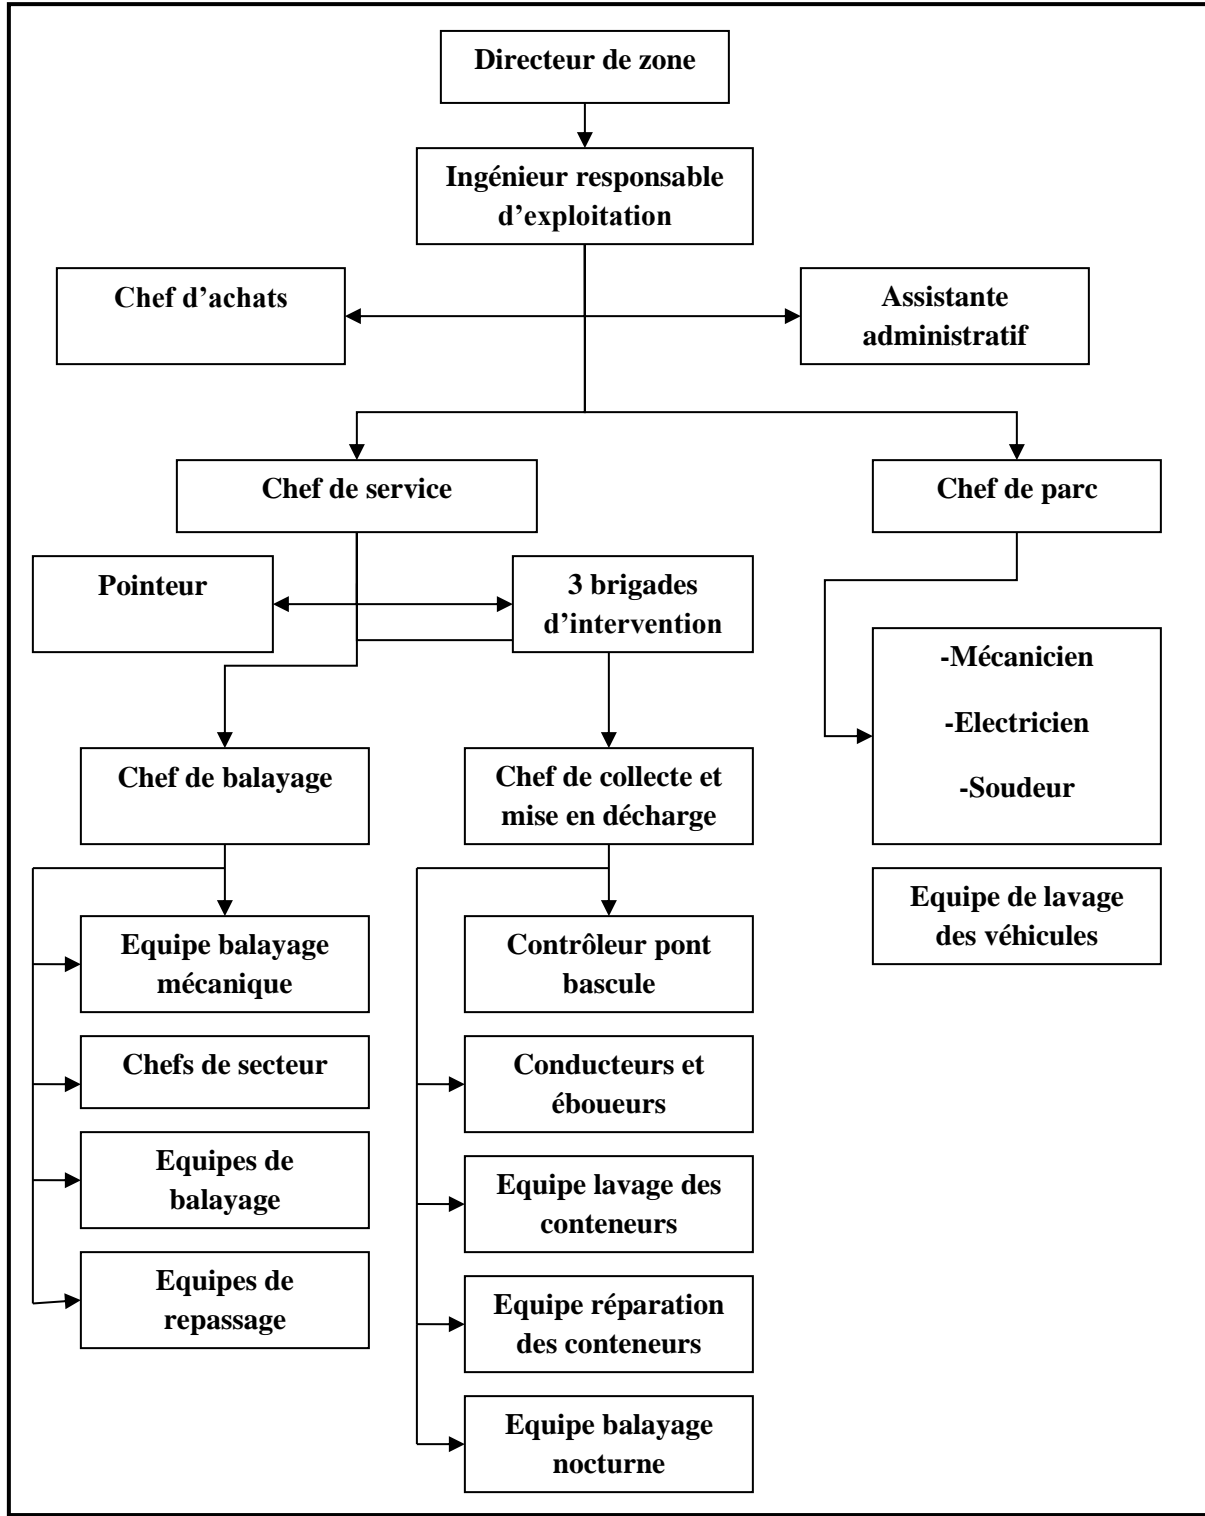 Directeur de zone
Ingénieur responsable
d’exploitation
Chef d’achats
Assistante
administratif
Chef de service
Chef de parc
Pointeur
3 brigades
d’intervention
-Mécanicien
-Electricien
-Soudeur
Chef de balayage
Chef de collecte et
mise en décharge
Equipe de lavage
des véhicules
Equipe balayage
mécanique
Contrôleur pont
bascule
Chefs de secteur
Conducteurs et
éboueurs
Equipes de
balayage
Equipe lavage des
conteneurs
Equipes de
repassage
Equipe réparation
des conteneurs
Equipe balayage
nocturne